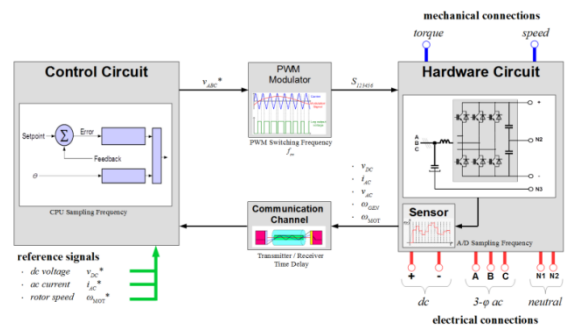 mechanical connections
torque
speed
Control Circuit
Setpoint
Σ
Error
Feedback
Θ
CPU Sampling Frequency
v_ABC*
PWM
Modulator
PWM Switching Frequency
f_sw
S_123456
Hardware Circuit
A
B
C
+
N2
-
N3
Sensor
A/D Sampling Frequency
· v_DC
· i_AC
· v_AC
· ω_GEN
· ω_MOT
Communication
Channel
Transmitter / Receiver
Time Delay
reference signals
· dc voltage v_DC*
· ac current i_AC*
· rotor speed ω_MOT*
+ - A B C N1 N2
dc 3-φ ac neutral
electrical connections